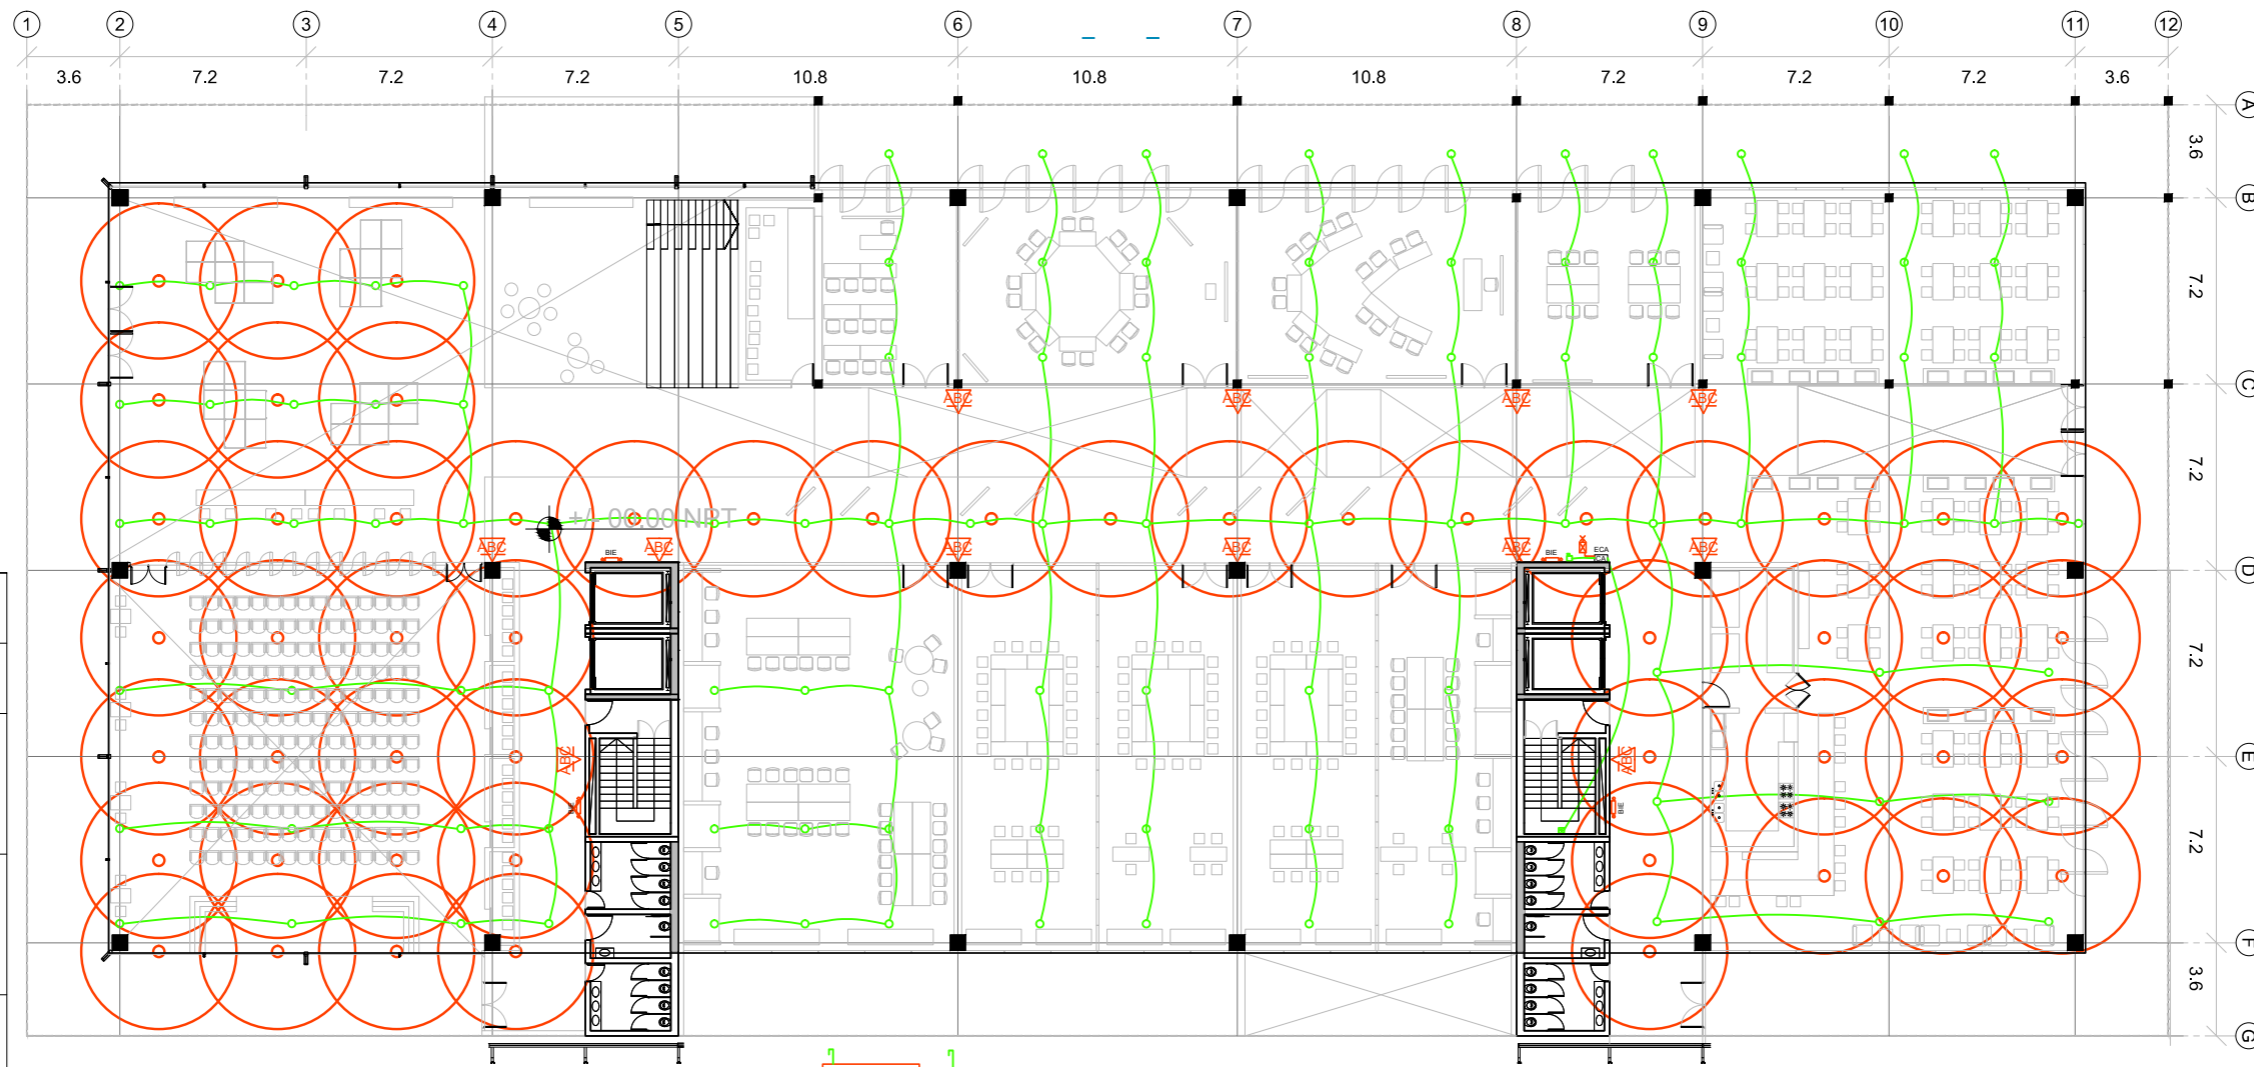 1 2 3 4 5 6 7 8 9 10 11 12
3.6 7.2 7.2 7.2 10.8 10.8 10.8 7.2 7.2 7.2 3.6
A
3.6
B
7.2
C
ABC ABC ABC ABC
7.2
+/- 00.00 NPT
ABC BIE ABC ABC ABC BIE ECA ABC
D
7.2
ABC ABC
E
BIE BIE
7.2
F
3.6
G